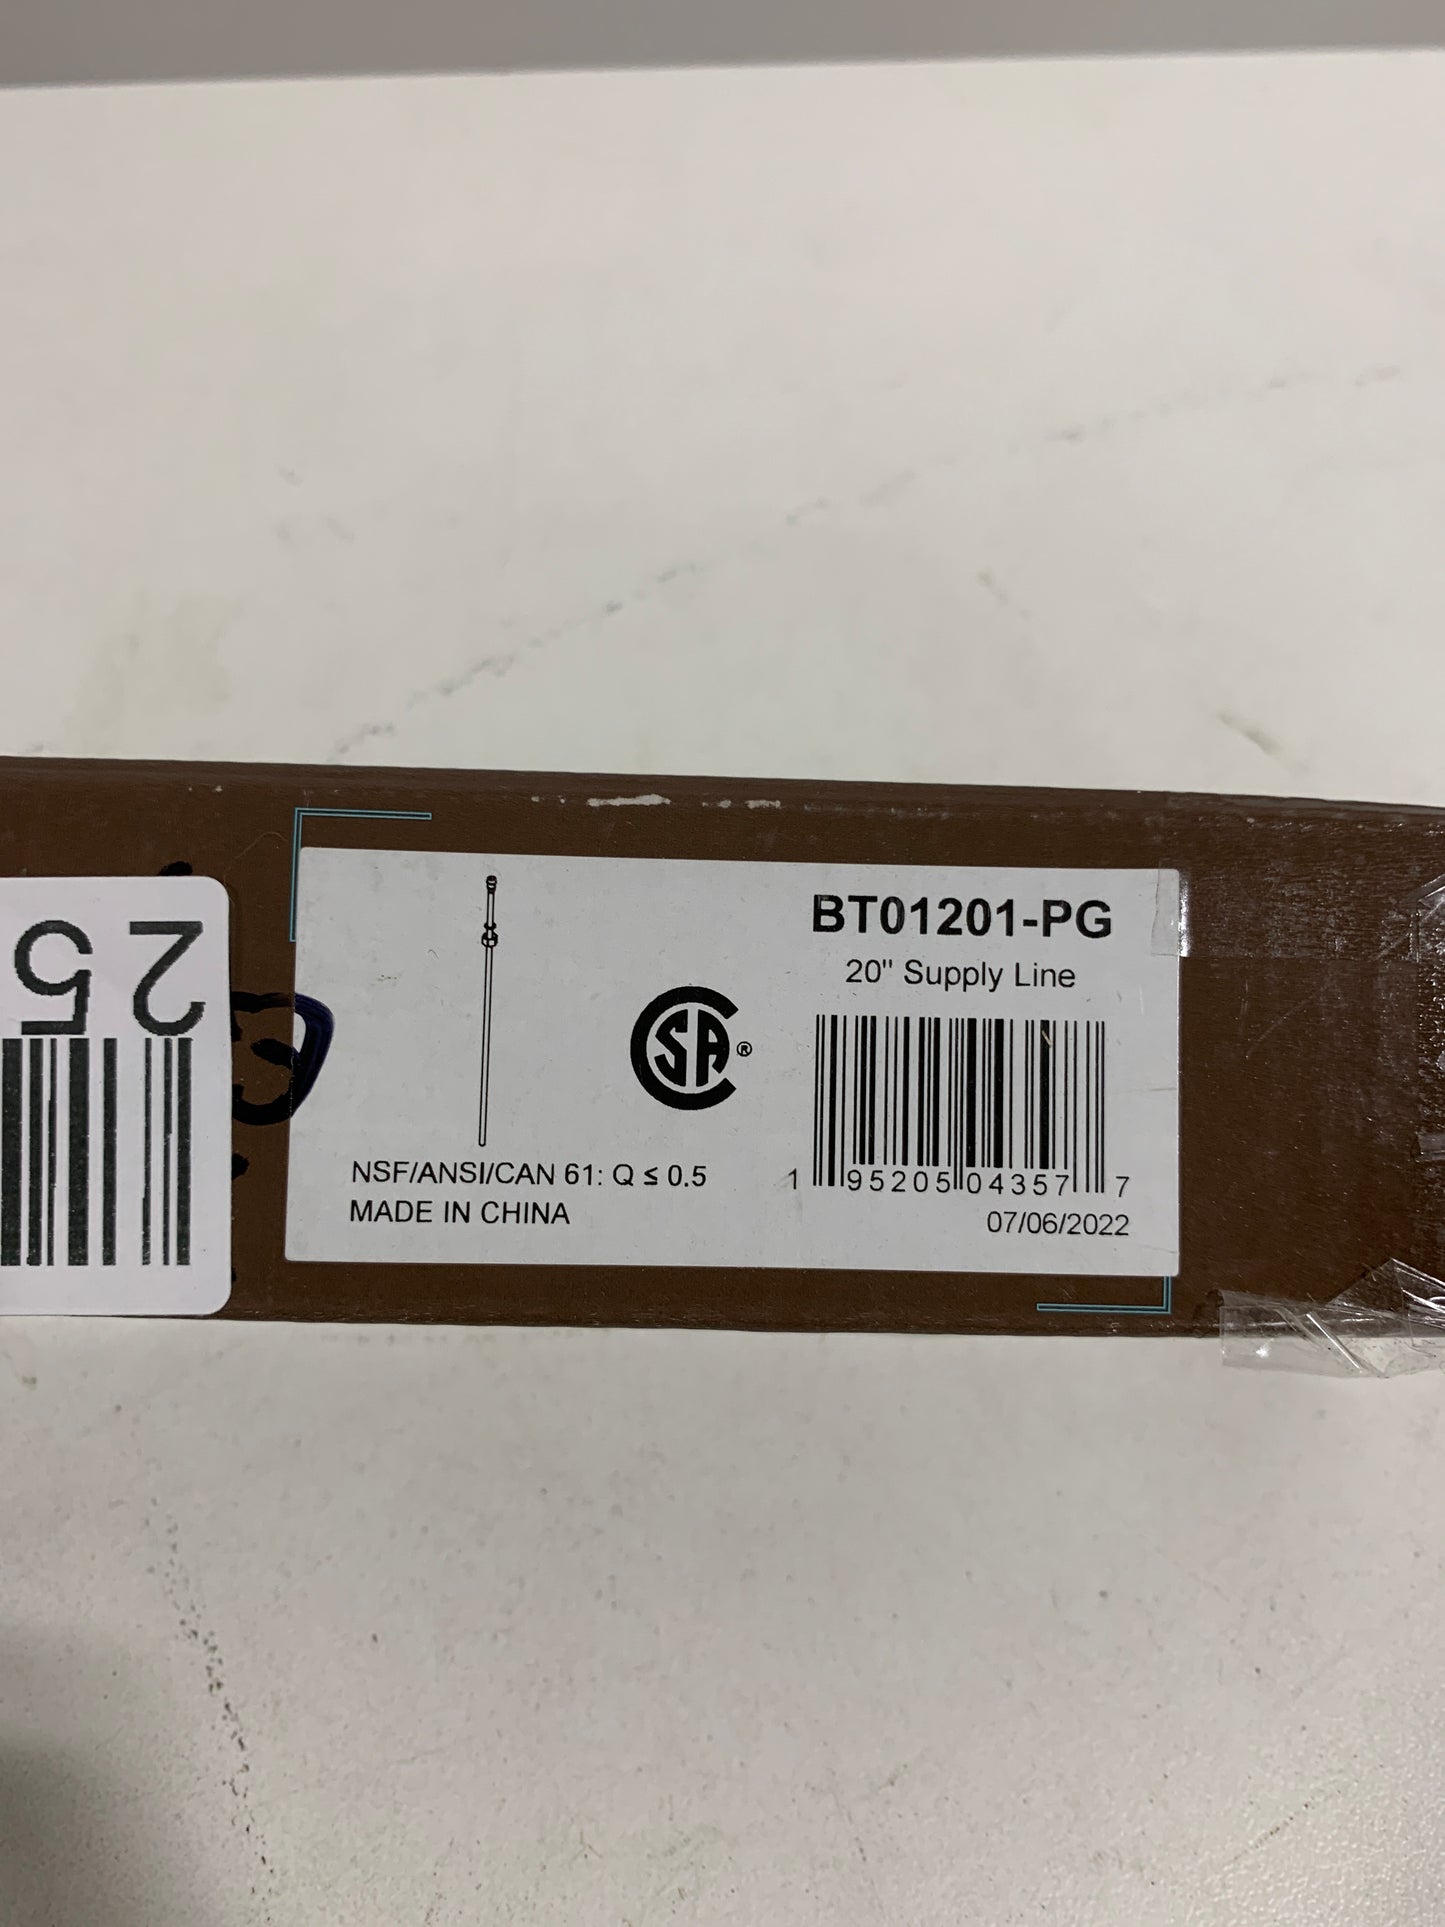 BT01201-PG
20" Supply Line
CSA®
NSF/ANSI/CAN 61: Q ≤ 0.5
MADE IN CHINA
1 95205 04357 7
07/06/2022
25